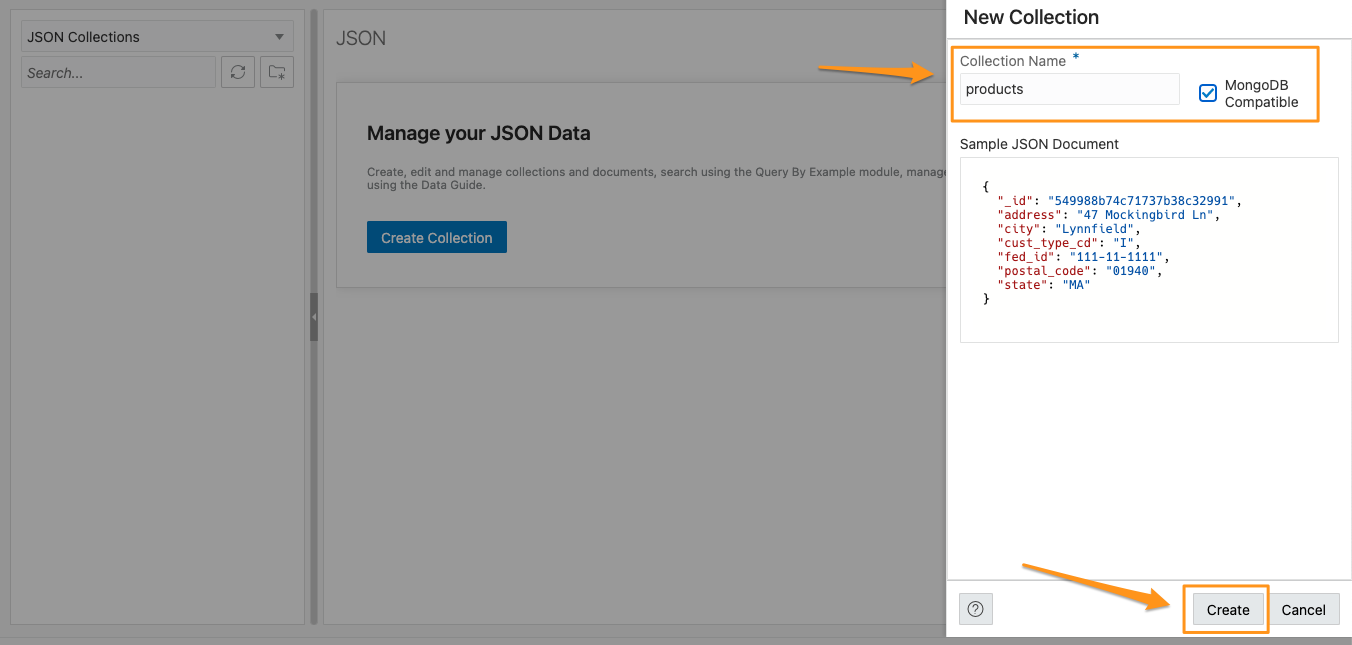 JSON Collections
Search...
JSON
Manage your JSON Data
Create, edit and manage collections and documents, search using the Query By Example module, manage
using the Data Guide.
Create Collection
New Collection
Collection Name *
products
MongoDB
Compatible
Sample JSON Document
{
  "_id": "549988b74c71737b38c32991",
  "address": "47 Mockingbird Ln",
  "city": "Lynnfield",
  "cust_type_cd": "I",
  "fed_id": "111-11-1111",
  "postal_code": "01940",
  "state": "MA"
}
?
Create
Cancel